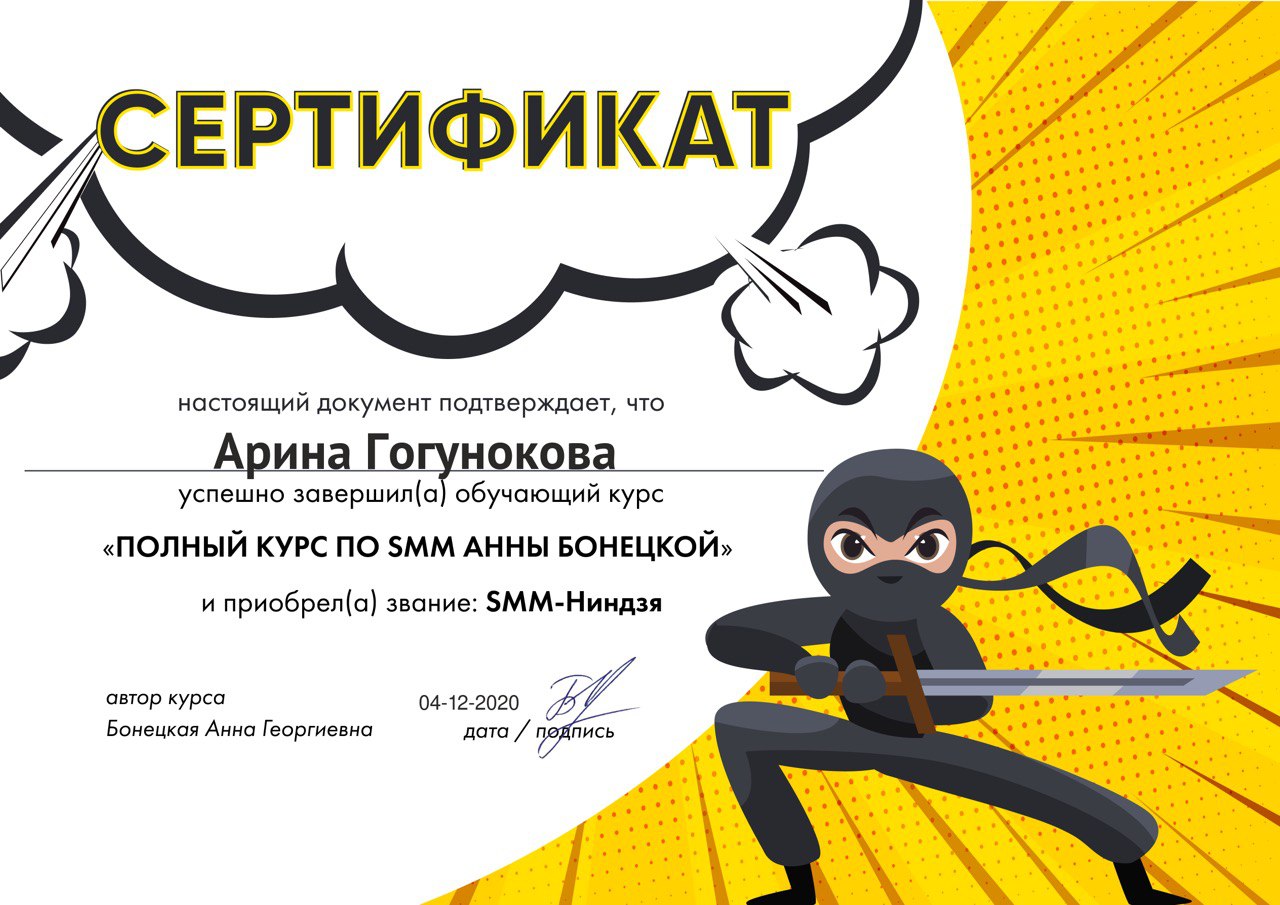 СЕРТИФИКАТ
настоящий документ подтверждает, что
Арина Гогунокова
успешно завершил(а) обучающий курс
«ПОЛНЫЙ КУРС ПО SMM АННЫ БОНЕЦКОЙ»
и приобрел(а) звание: SMM-Ниндзя
автор курса
Бонецкая Анна Георгиевна
04-12-2020
дата / подпись